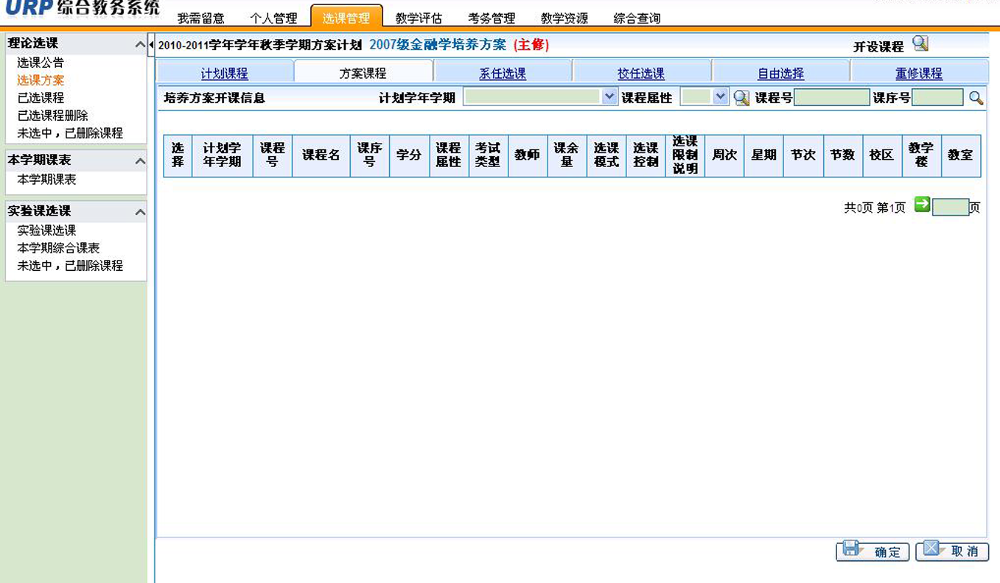 URP 综合教务系统
我需留意 个人管理 选课管理 教学评估 考务管理 教学资源 综合查询
理论选课
选课公告
选课方案
已选课程
已选课程删除
未选中，已删除课程
本学期课表
本学期课表
实验课选课
实验课选课
本学期综合课表
未选中，已删除课程
2010-2011学年学年秋季学期方案计划 2007级金融学培养方案 (主修)
开设课程
计划课程 方案课程 系任选课 校任选课 自由选择 重修课程
培养方案开课信息 计划学年学期 课程属性 课程号 课序号
选择 计划学年学期 课程号 课程名 课序号 学分 课程属性 考试类型 教师 课余量 选课模式 选课控制 选课限制说明 周次 星期 节次 节数 校区 教学楼 教室
共0页 第1页 页
确定 取消